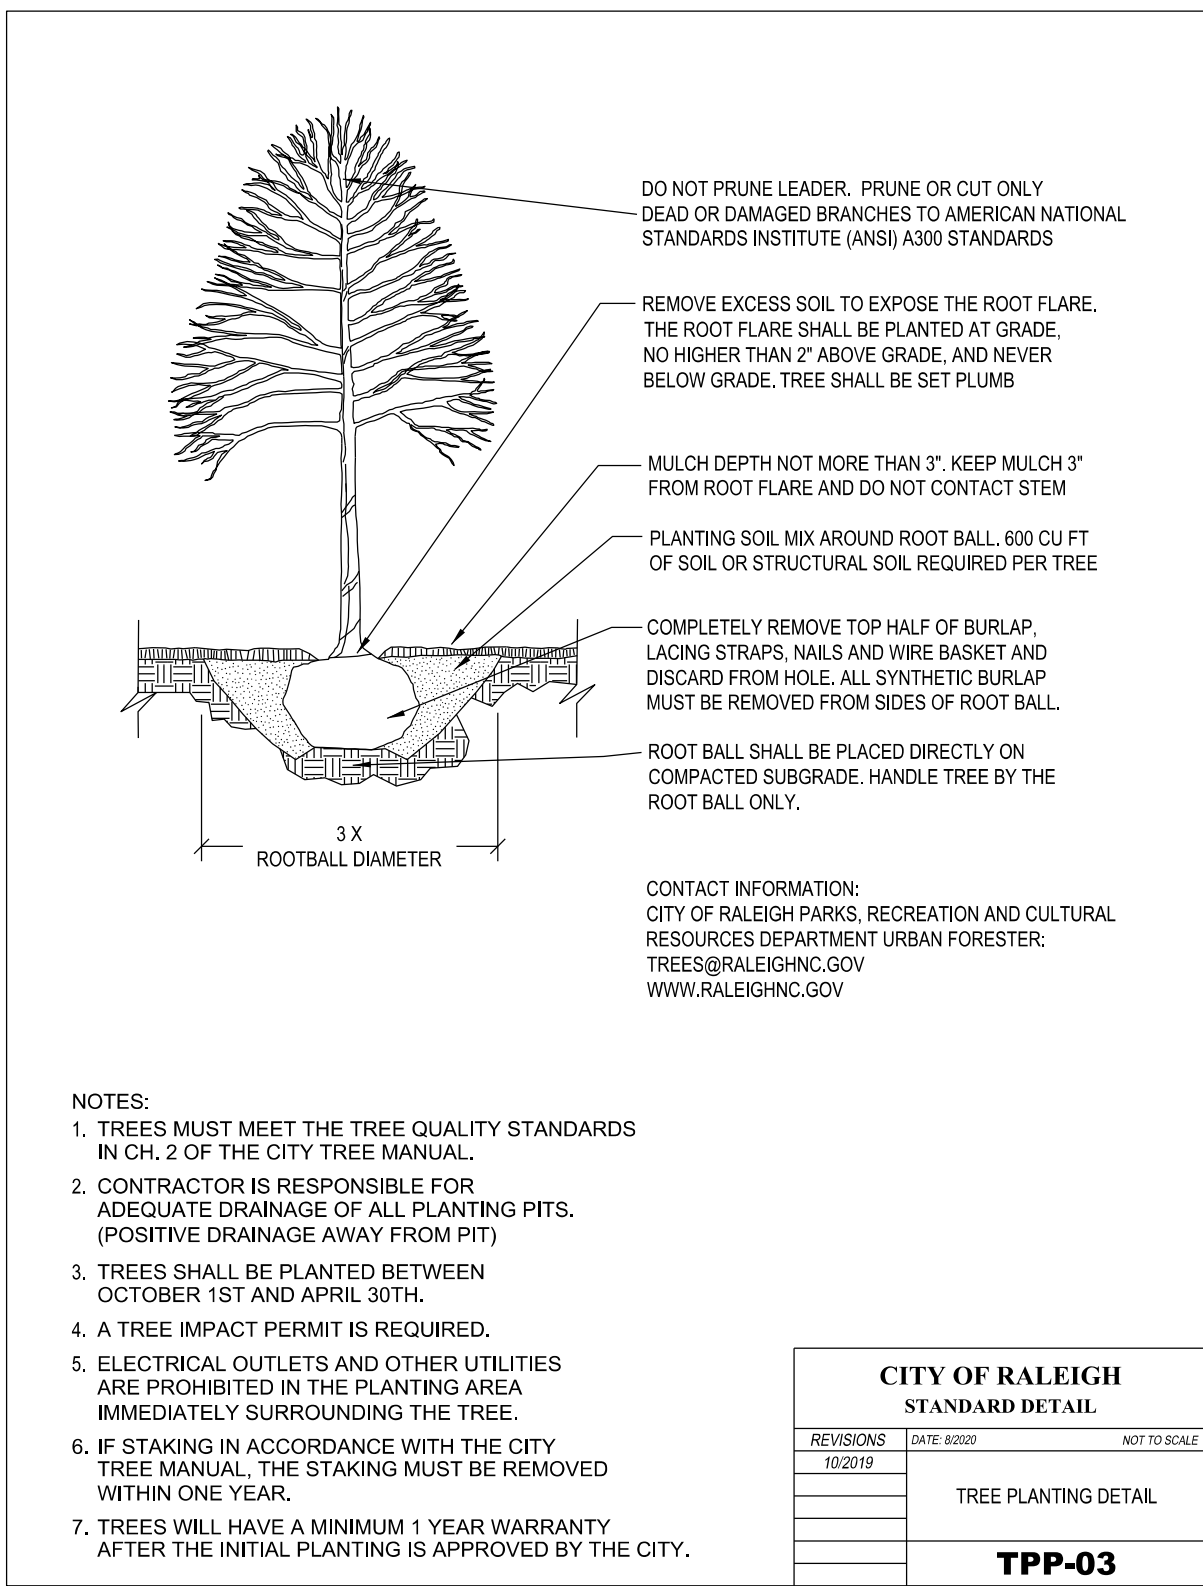 DO NOT PRUNE LEADER. PRUNE OR CUT ONLY
DEAD OR DAMAGED BRANCHES TO AMERICAN NATIONAL
STANDARDS INSTITUTE (ANSI) A300 STANDARDS
REMOVE EXCESS SOIL TO EXPOSE THE ROOT FLARE.
THE ROOT FLARE SHALL BE PLANTED AT GRADE,
NO HIGHER THAN 2" ABOVE GRADE, AND NEVER
BELOW GRADE. TREE SHALL BE SET PLUMB
MULCH DEPTH NOT MORE THAN 3". KEEP MULCH 3"
FROM ROOT FLARE AND DO NOT CONTACT STEM
PLANTING SOIL MIX AROUND ROOT BALL. 600 CU FT
OF SOIL OR STRUCTURAL SOIL REQUIRED PER TREE
COMPLETELY REMOVE TOP HALF OF BURLAP,
LACING STRAPS, NAILS AND WIRE BASKET AND
DISCARD FROM HOLE. ALL SYNTHETIC BURLAP
MUST BE REMOVED FROM SIDES OF ROOT BALL.
ROOT BALL SHALL BE PLACED DIRECTLY ON
COMPACTED SUBGRADE. HANDLE TREE BY THE
ROOT BALL ONLY.
3 X
ROOTBALL DIAMETER
CONTACT INFORMATION:
CITY OF RALEIGH PARKS, RECREATION AND CULTURAL
RESOURCES DEPARTMENT URBAN FORESTER:
TREES@RALEIGHNC.GOV
WWW.RALEIGHNC.GOV
NOTES:
1. TREES MUST MEET THE TREE QUALITY STANDARDS
IN CH. 2 OF THE CITY TREE MANUAL.
2. CONTRACTOR IS RESPONSIBLE FOR
ADEQUATE DRAINAGE OF ALL PLANTING PITS.
(POSITIVE DRAINAGE AWAY FROM PIT)
3. TREES SHALL BE PLANTED BETWEEN
OCTOBER 1ST AND APRIL 30TH.
4. A TREE IMPACT PERMIT IS REQUIRED.
5. ELECTRICAL OUTLETS AND OTHER UTILITIES
ARE PROHIBITED IN THE PLANTING AREA
IMMEDIATELY SURROUNDING THE TREE.
6. IF STAKING IN ACCORDANCE WITH THE CITY
TREE MANUAL, THE STAKING MUST BE REMOVED
WITHIN ONE YEAR.
7. TREES WILL HAVE A MINIMUM 1 YEAR WARRANTY
AFTER THE INITIAL PLANTING IS APPROVED BY THE CITY.
CITY OF RALEIGH
STANDARD DETAIL
REVISIONS DATE: 8/2020 NOT TO SCALE
10/2019
TREE PLANTING DETAIL
TPP-03